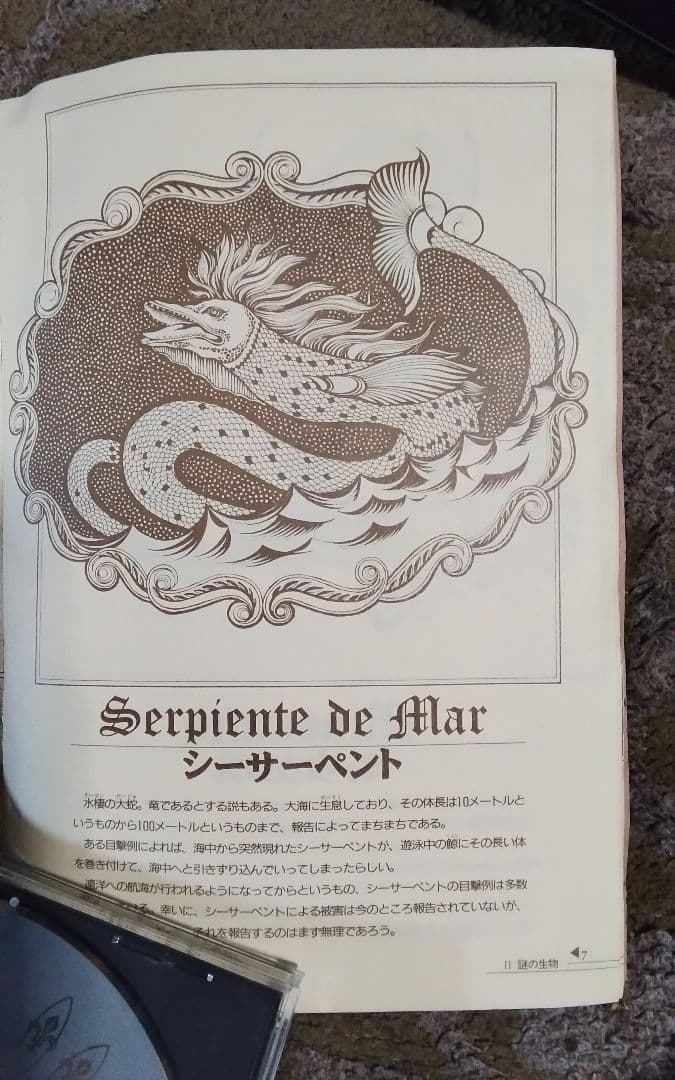 Serpiente de Mar
シーサーペント
水棲の大蛇。竜であるとする説もある。大海に生息しており、その体長は10メートルと
いうものから100メートルというものまで、報告によってまちまちである。
ある目撃例によれば、海中から突然現れたシーサーペントが、遊泳中の鯨にその長い体
を巻き付けて、海中へと引きずり込んでいってしまったらしい。
遠洋への航海が行われるようになってからというもの、シーサーペントの目撃例は多数
ある。幸いに、シーサーペントによる被害は今のところ報告されていないが、
それを報告するのはまず無理であろう。
II 謎の生物 ◀7